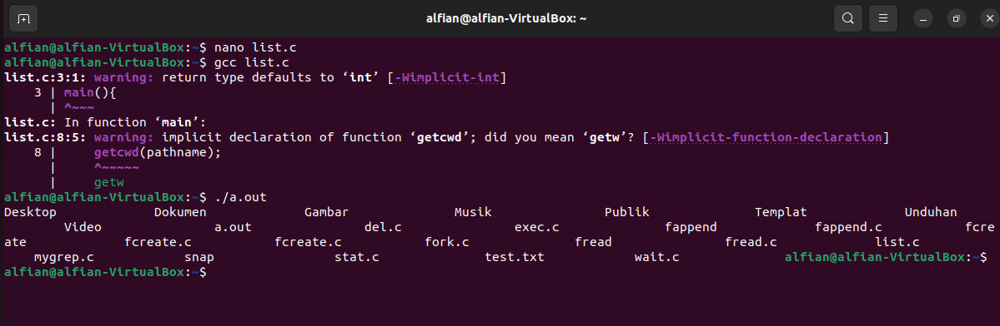 alfian@alfian-VirtualBox: ~
alfian@alfian-VirtualBox:~$ nano list.c
alfian@alfian-VirtualBox:~$ gcc list.c
list.c:3:1: warning: return type defaults to ‘int’ [-Wimplicit-int]
    3 | main(){
      | ^~~~
list.c: In function ‘main’:
list.c:8:5: warning: implicit declaration of function ‘getcwd’; did you mean ‘getw’? [-Wimplicit-function-declaration]
    8 |     getcwd(pathname);
      |     ^~~~~~
      |     getw
alfian@alfian-VirtualBox:~$ ./a.out
Desktop             Dokumen             Gambar              Musik               Publik              Templat             Unduhan
        Video               a.out               del.c               exec.c              fappend             fappend.c           fcre
ate             fcreate.c           fcreate.c           fork.c              fread               fread.c             list.c
    mygrep.c            snap                stat.c              test.txt            wait.c              alfian@alfian-VirtualBox:~$
alfian@alfian-VirtualBox:~$